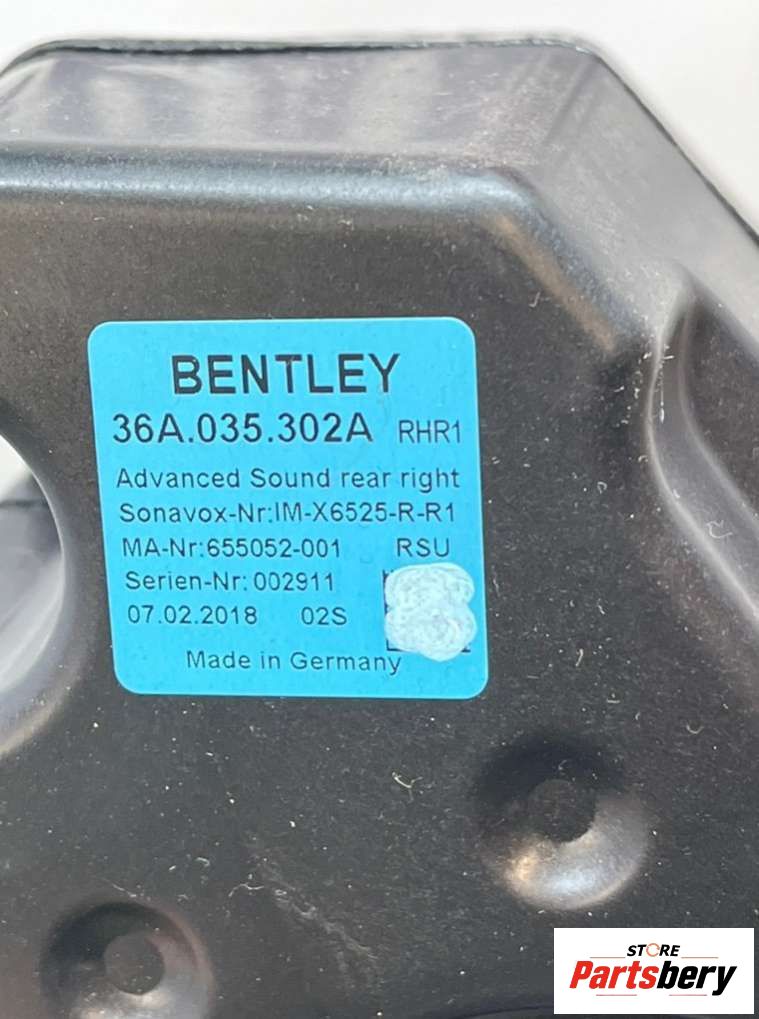 BENTLEY
36A.035.302A RHR1
Advanced Sound rear right
Sonavox-Nr:IM-X6525-R-R1
MA-Nr:655052-001 RSU
Serien-Nr: 002911
07.02.2018 02S
Made in Germany
STORE
Partsbery